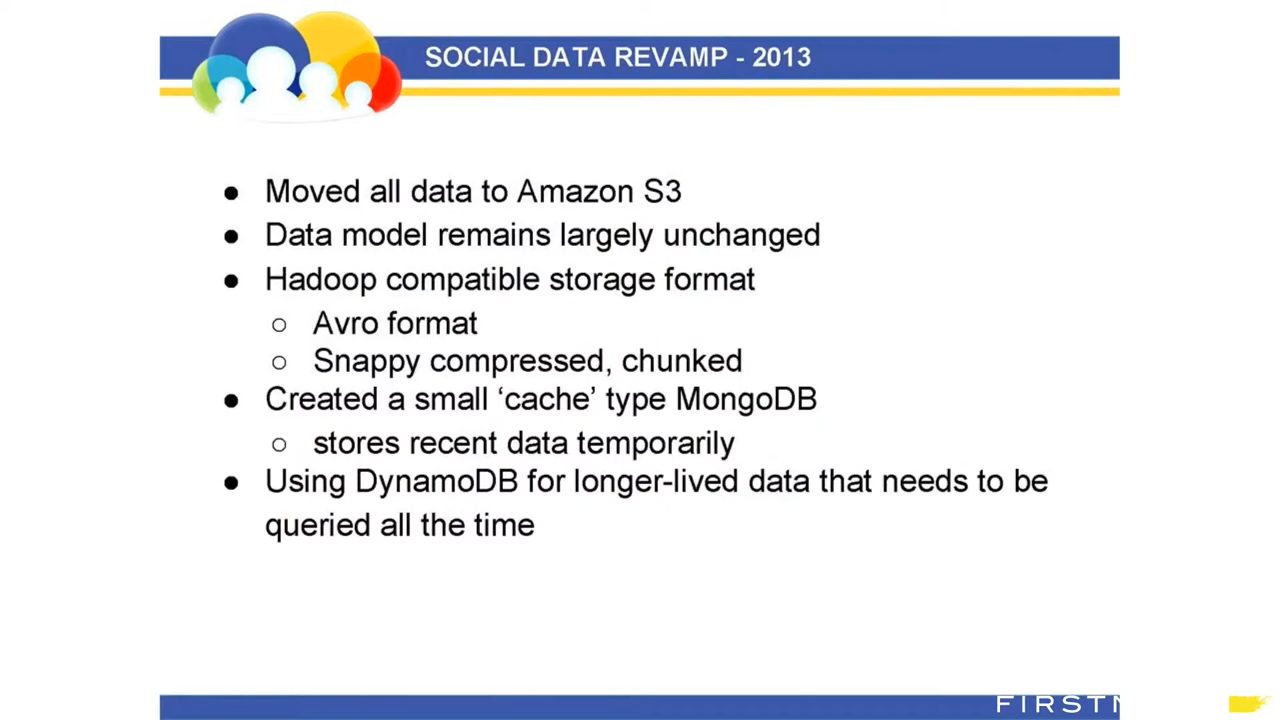 SOCIAL DATA REVAMP - 2013
● Moved all data to Amazon S3
● Data model remains largely unchanged
● Hadoop compatible storage format
○ Avro format
○ Snappy compressed, chunked
● Created a small ‘cache’ type MongoDB
○ stores recent data temporarily
● Using DynamoDB for longer-lived data that needs to be
queried all the time